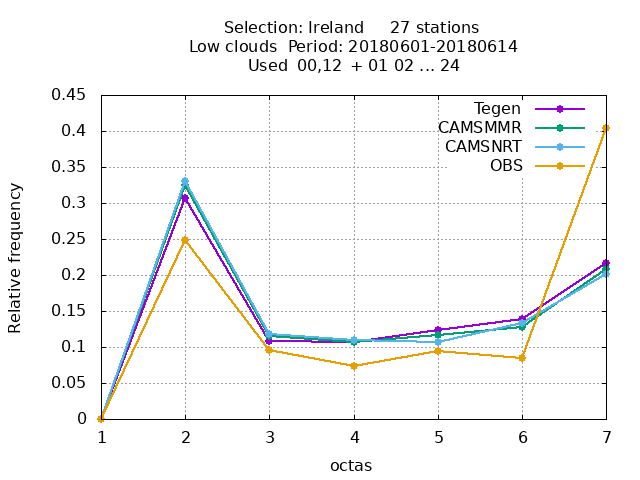 Selection: Ireland     27 stations
Low clouds  Period: 20180601-20180614
Used  00,12  + 01 02 ... 24
Relative frequency
0.45
0.4
0.35
0.3
0.25
0.2
0.15
0.1
0.05
0
Tegen
CAMSMMR
CAMSNRT
OBS
1 2 3 4 5 6 7
octas